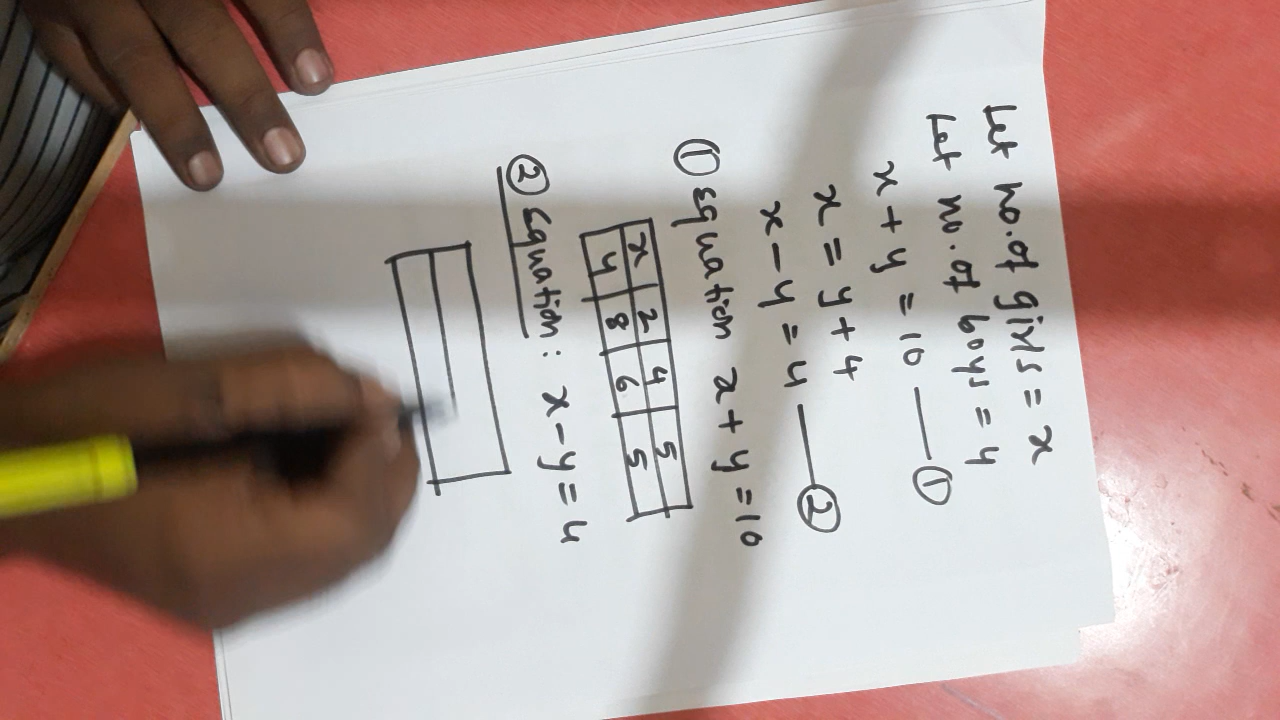 Let no. of girls = x
Let no. of boys = y
x + y = 10 — ①
x = y + 4
x - y = 4 — ②
① Equation x + y = 10
x 2 4 5
y 8 6 5
② Equation: x - y = 4